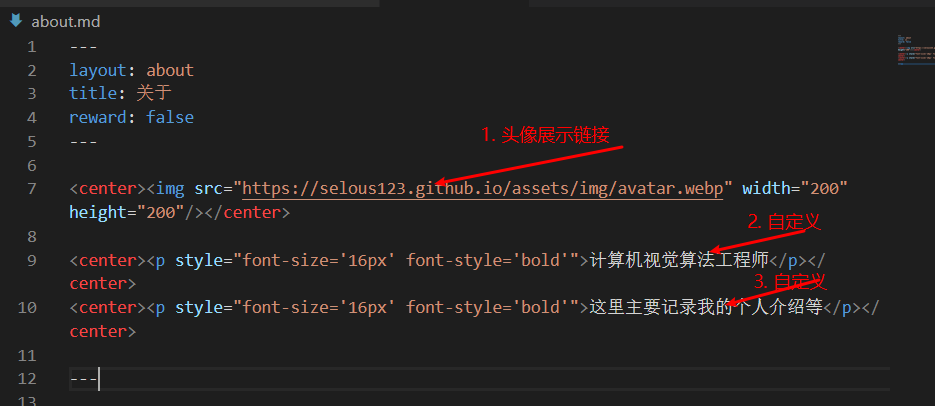 about.md
1 ---
2 layout: about
3 title: 关于
4 reward: false
1. 头像展示链接
5 ---
6
7 <center><img src="https://selous123.github.io/assets/img/avatar.webp" width="200"
height="200"/></center>
2. 自定义
8
9 <center><p style="font-size='16px' font-style='bold'">计算机视觉算法工程师</p></
center>
3. 自定义
10 <center><p style="font-size='16px' font-style='bold'">这里主要记录我的个人介绍等</p></
center>
11
12 ---
13